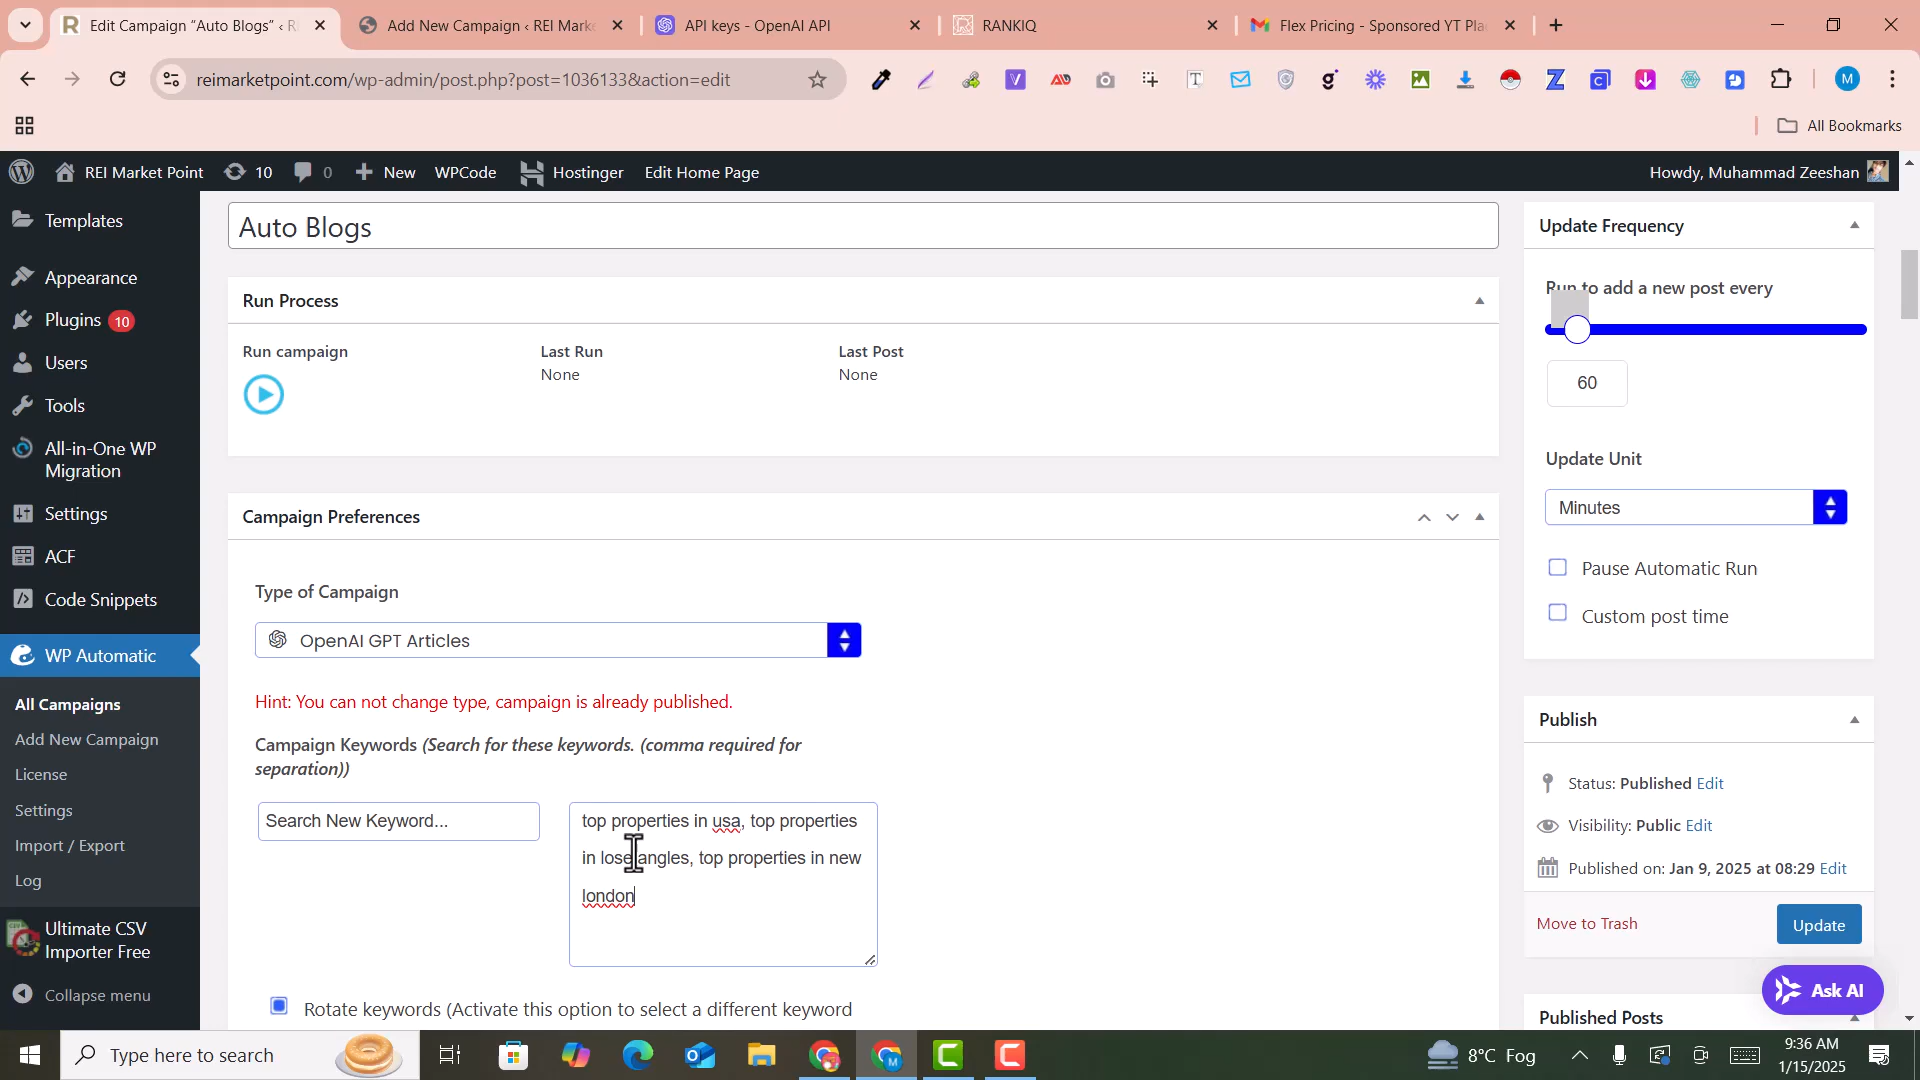 Edit Campaign “Auto Blogs” ‹ R
Add New Campaign ‹ REI Marke
API keys - OpenAI API
RANKIQ
Flex Pricing - Sponsored YT Pla
reimarketpoint.com/wp-admin/post.php?post=1036133&action=edit
M
All Bookmarks
REI Market Point
10
0
New
WPCode
Hostinger
Edit Home Page
Howdy, Muhammad Zeeshan
Templates
Appearance
Plugins 10
Users
Tools
All-in-One WP
Migration
Settings
ACF
Code Snippets
WP Automatic
All Campaigns
Add New Campaign
License
Settings
Import / Export
Log
Ultimate CSV
Importer Free
Collapse menu
Auto Blogs
Run Process
Run campaign
Last Run
Last Post
None
None
Campaign Preferences
Type of Campaign
OpenAI GPT Articles
Hint: You can not change type, campaign is already published.
Campaign Keywords (Search for these keywords. (comma required for
separation))
Search New Keyword...
top properties in usa, top properties
in lose angles, top properties in new
london
Rotate keywords (Activate this option to select a different keyword
Update Frequency
Run to add a new post every
60
Update Unit
Minutes
Pause Automatic Run
Custom post time
Publish
Status: Published Edit
Visibility: Public Edit
Published on: Jan 9, 2025 at 08:29 Edit
Move to Trash
Update
Ask AI
Published Posts
Type here to search
8°C Fog
9:36 AM
1/15/2025